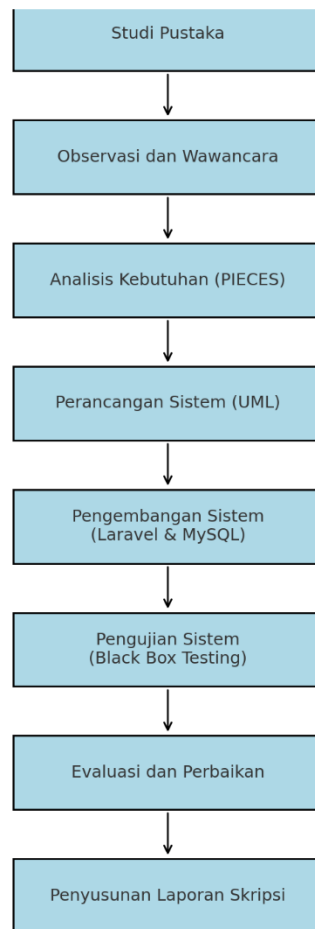 Studi Pustaka
Observasi dan Wawancara
Analisis Kebutuhan (PIECES)
Perancangan Sistem (UML)
Pengembangan Sistem
(Laravel & MySQL)
Pengujian Sistem
(Black Box Testing)
Evaluasi dan Perbaikan
Penyusunan Laporan Skripsi